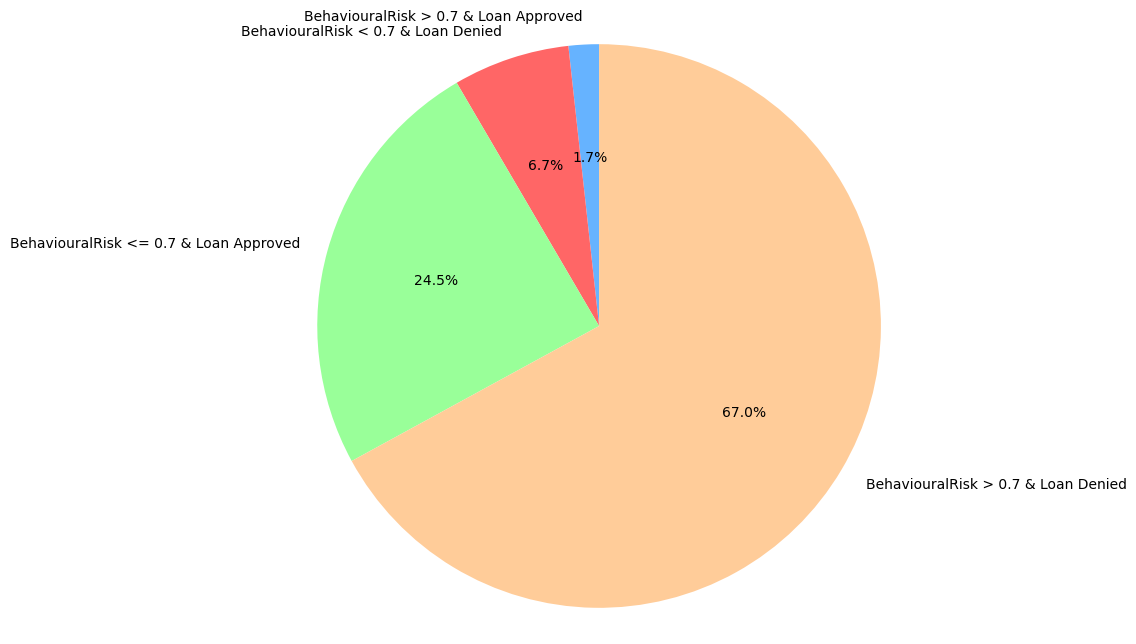 BehaviouralRisk > 0.7 & Loan Approved
BehaviouralRisk < 0.7 & Loan Denied
1.7%
6.7%
BehaviouralRisk <= 0.7 & Loan Approved
24.5%
67.0%
BehaviouralRisk > 0.7 & Loan Denied